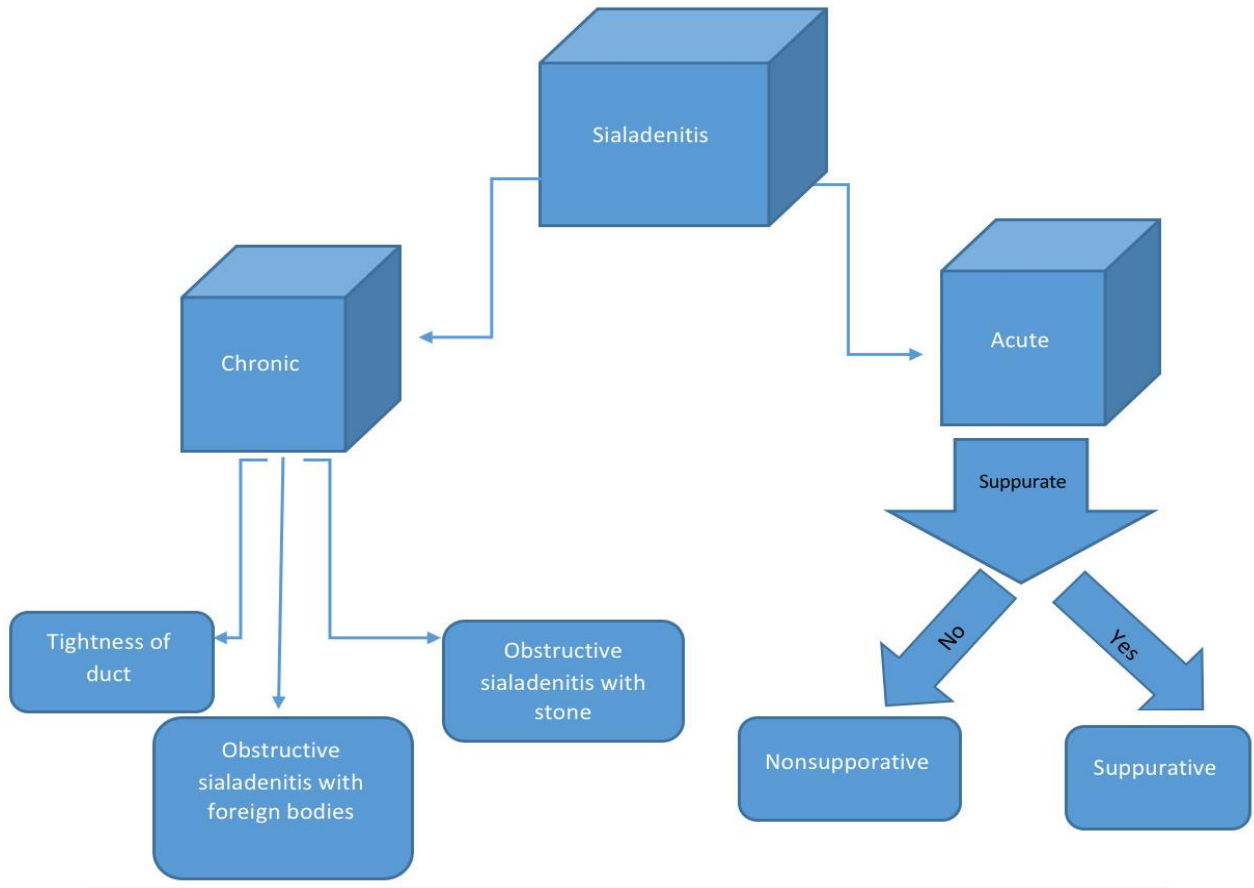 Sialadenitis
Chronic
Acute
Suppurate
No
Yes
Tightness of
duct
Obstructive
sialadenitis with
stone
Obstructive
sialadenitis with
foreign bodies
Nonsupporative
Suppurative